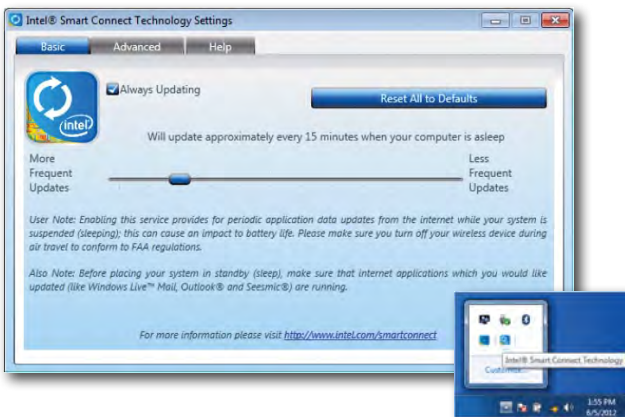 Intel® Smart Connect Technology Settings
Basic
Advanced
Help
intel
Always Updating
Reset All to Defaults
Will update approximately every 15 minutes when your computer is asleep
More
Frequent
Updates
Less
Frequent
Updates
User Note: Enabling this service provides for periodic application data updates from the internet while your system is
suspended (sleeping); this can cause an impact to battery life. Please make sure you turn off your wireless device during
air travel to conform to FAA regulations.
Also Note: Before placing your system in standby (sleep), make sure that internet applications which you would like
updated (like Windows Live™ Mail, Outlook® and Seesmic®) are running.
For more information please visit http://www.intel.com/smartconnect
Intel® Smart Connect Technology
1:55 PM
6/5/2012